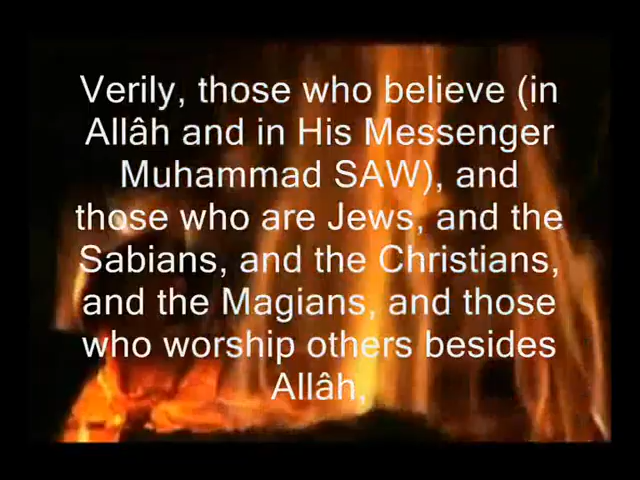 Verily, those who believe (in
Allâh and in His Messenger
Muhammad SAW), and
those who are Jews, and the
Sabians, and the Christians,
and the Magians, and those
who worship others besides
Allâh,